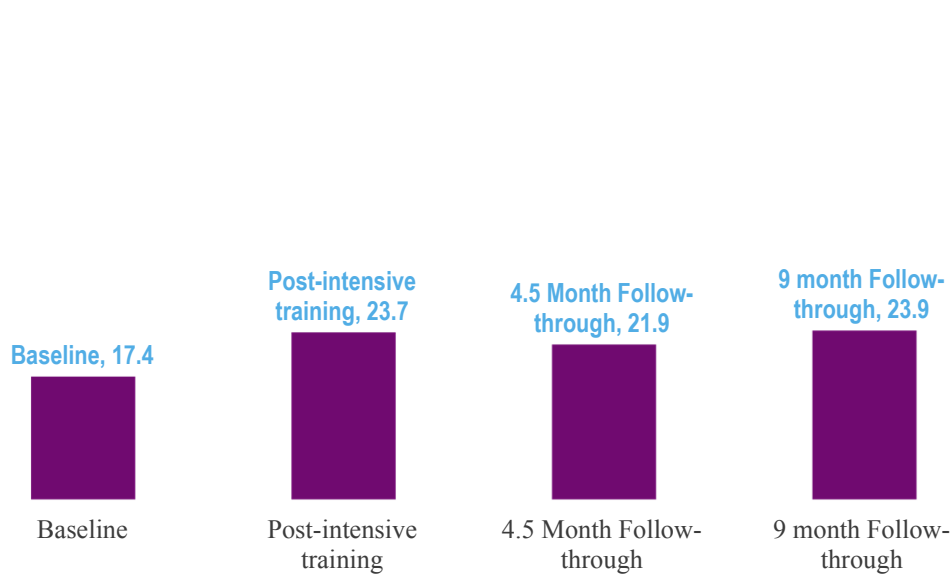 Post-intensive
training, 23.7
9 month Follow-
through, 23.9
4.5 Month Follow-
through, 21.9
Baseline, 17.4
Baseline
Post-intensive
training
4.5 Month Follow-
through
9 month Follow-
through